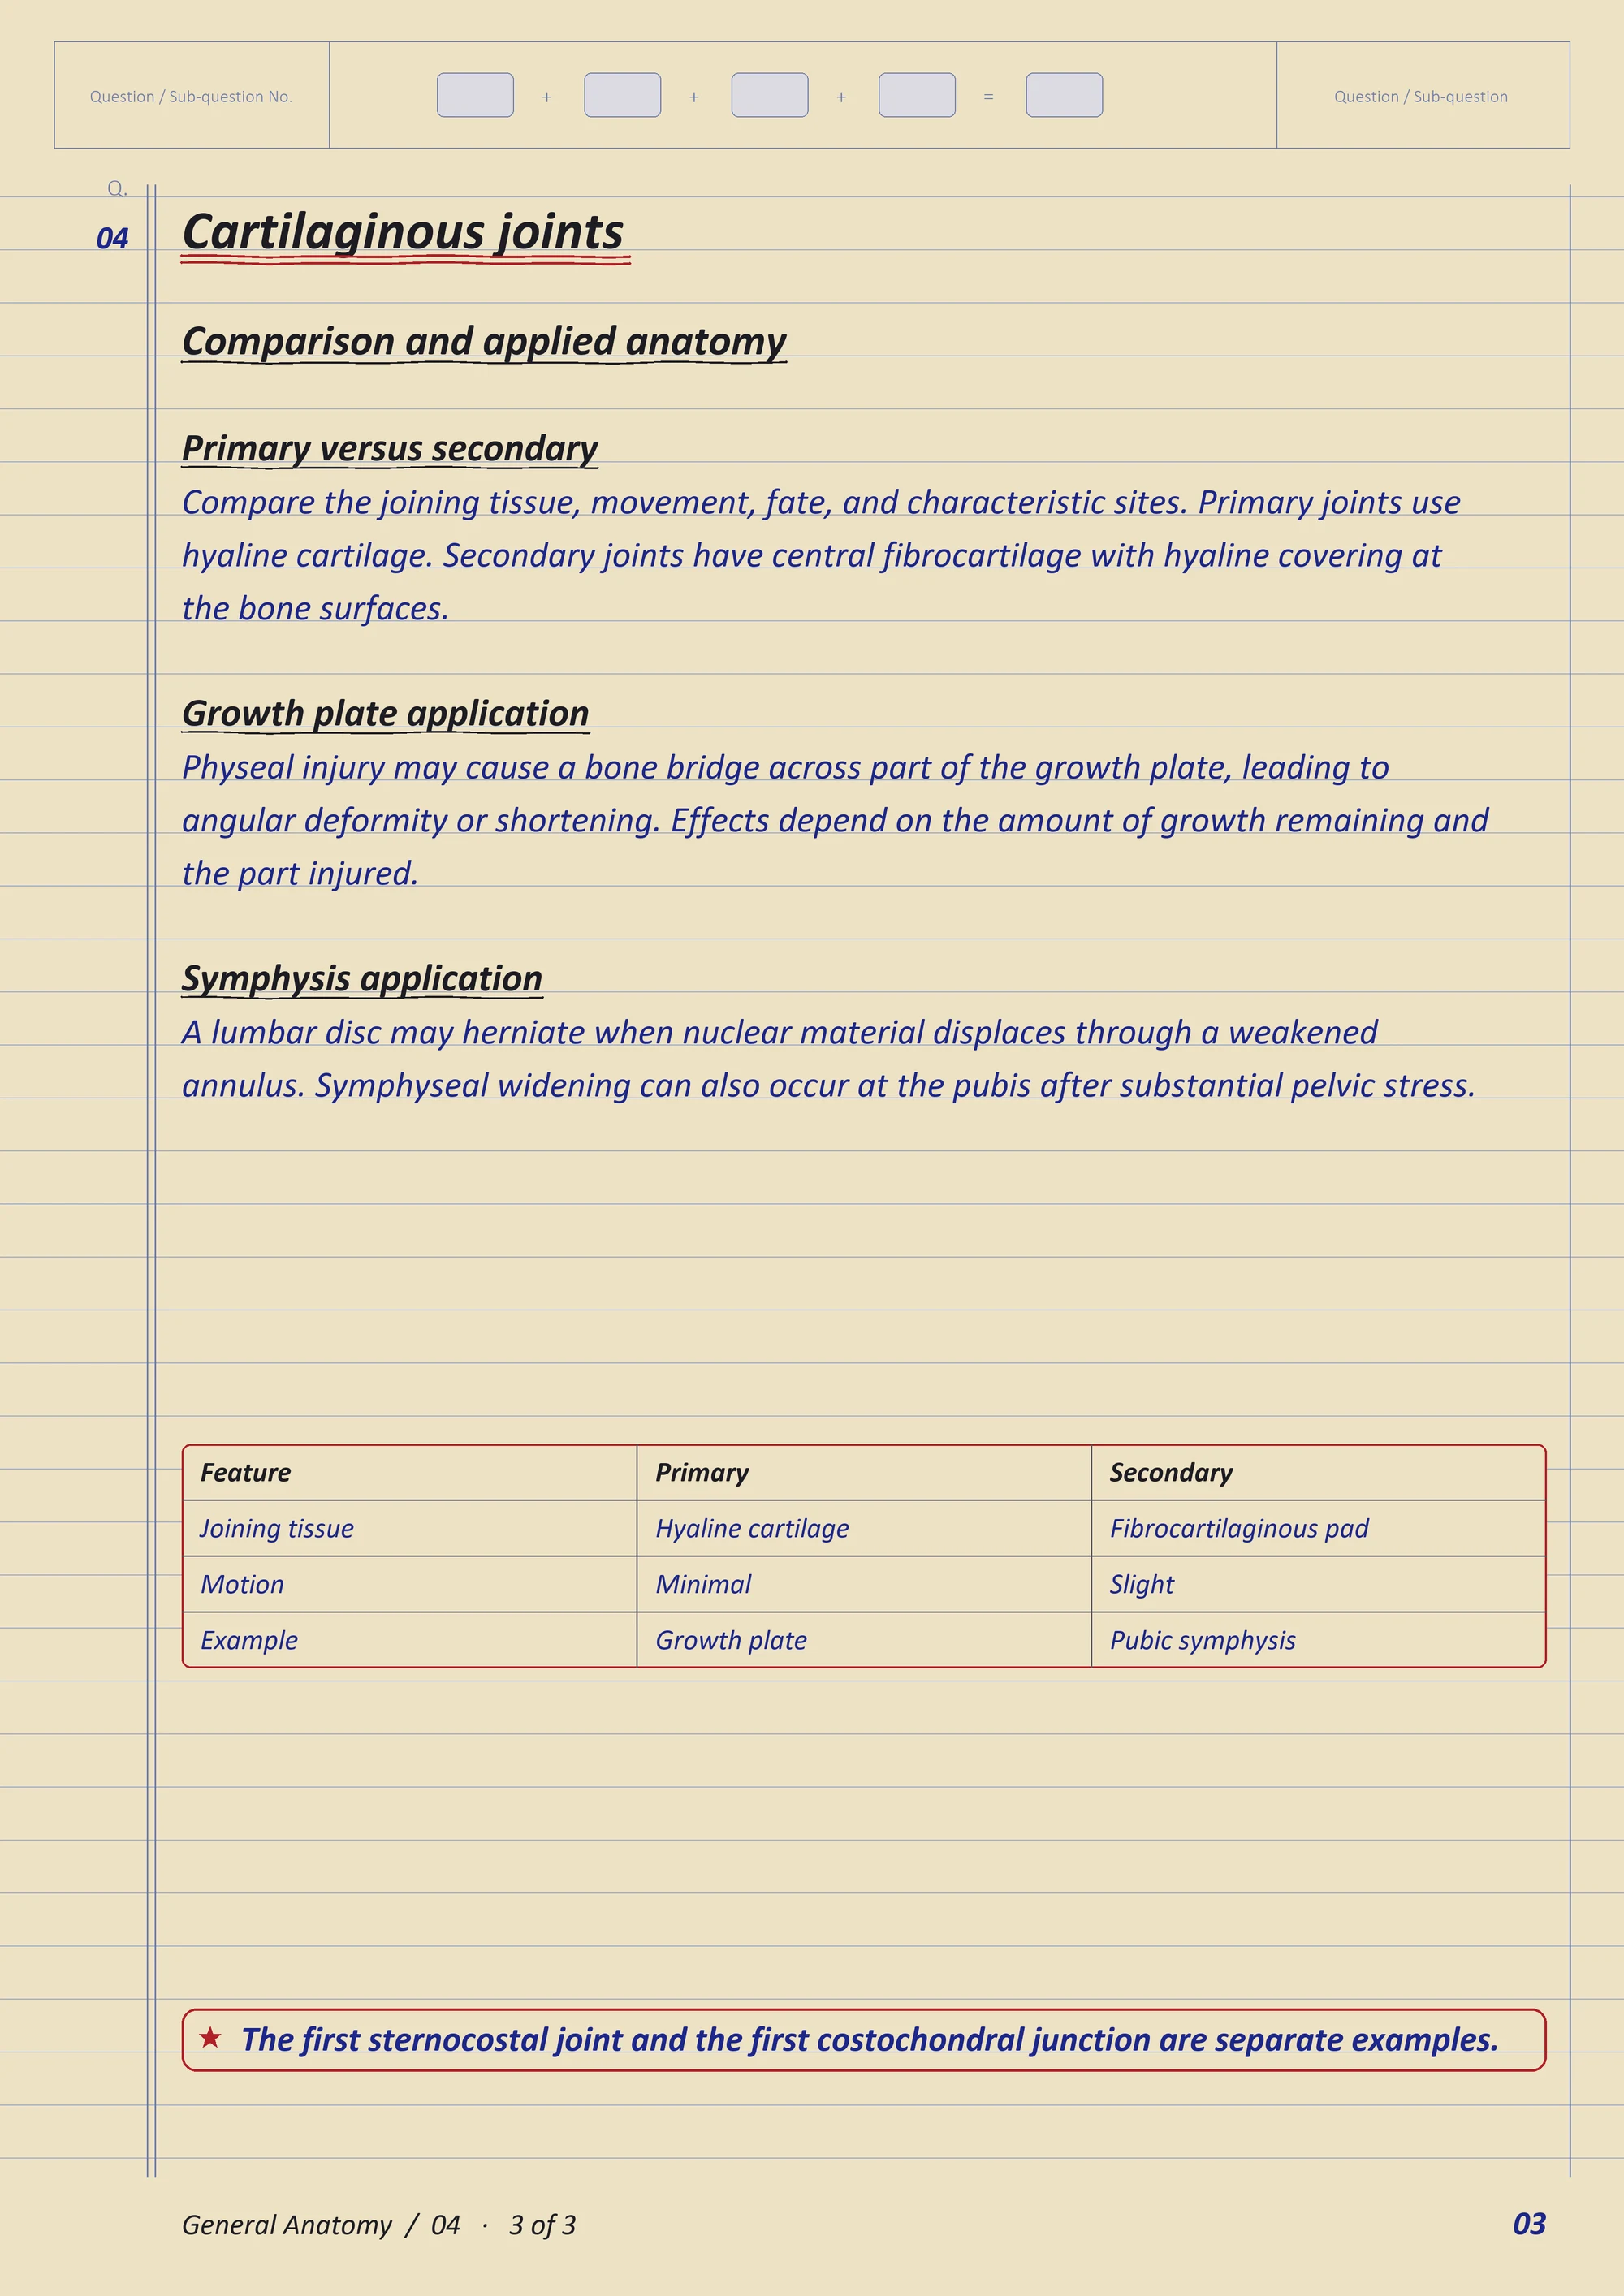 Question / Sub-question No.
+ + + =
Question / Sub-question
Q.
04
Cartilaginous joints
Comparison and applied anatomy
Primary versus secondary
Compare the joining tissue, movement, fate, and characteristic sites. Primary joints use
hyaline cartilage. Secondary joints have central fibrocartilage with hyaline covering at
the bone surfaces.
Growth plate application
Physeal injury may cause a bone bridge across part of the growth plate, leading to
angular deformity or shortening. Effects depend on the amount of growth remaining and
the part injured.
Symphysis application
A lumbar disc may herniate when nuclear material displaces through a weakened
annulus. Symphyseal widening can also occur at the pubis after substantial pelvic stress.
Feature Primary Secondary
Joining tissue Hyaline cartilage Fibrocartilaginous pad
Motion Minimal Slight
Example Growth plate Pubic symphysis
★ The first sternocostal joint and the first costochondral junction are separate examples.
General Anatomy / 04 · 3 of 3
03